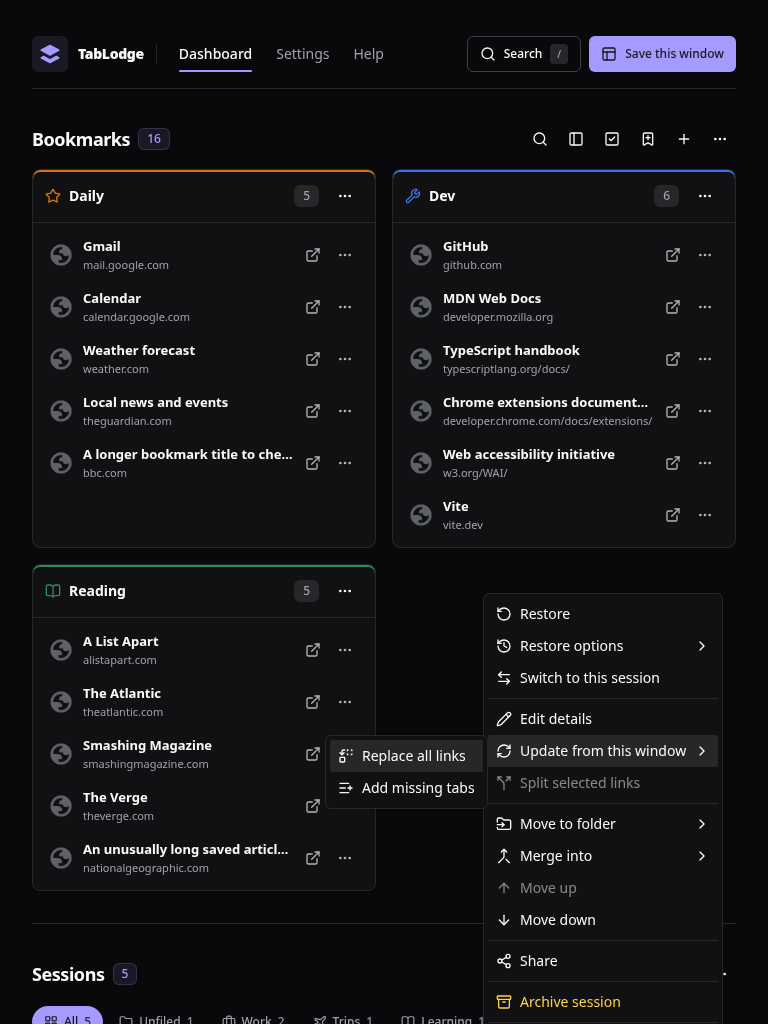 TabLodge
Dashboard
Settings
Help
Search
/
Save this window
Bookmarks
16
Daily
5
Gmail
mail.google.com
Calendar
calendar.google.com
Weather forecast
weather.com
Local news and events
theguardian.com
A longer bookmark title to che...
bbc.com
Dev
6
GitHub
github.com
MDN Web Docs
developer.mozilla.org
TypeScript handbook
typescriptlang.org/docs/
Chrome extensions document...
developer.chrome.com/docs/extensions/
Web accessibility initiative
w3.org/WAI/
Vite
vite.dev
Reading
5
A List Apart
alistapart.com
The Atlantic
theatlantic.com
Smashing Magazine
smashingmagazine.com
The Verge
theverge.com
An unusually long saved articl...
nationalgeographic.com
Replace all links
Add missing tabs
Restore
Restore options
Switch to this session
Edit details
Update from this window
Split selected links
Move to folder
Merge into
Move up
Move down
Share
Archive session
Sessions
5
All 5
Unfiled 1
Work 2
Trips 1
Learning 1